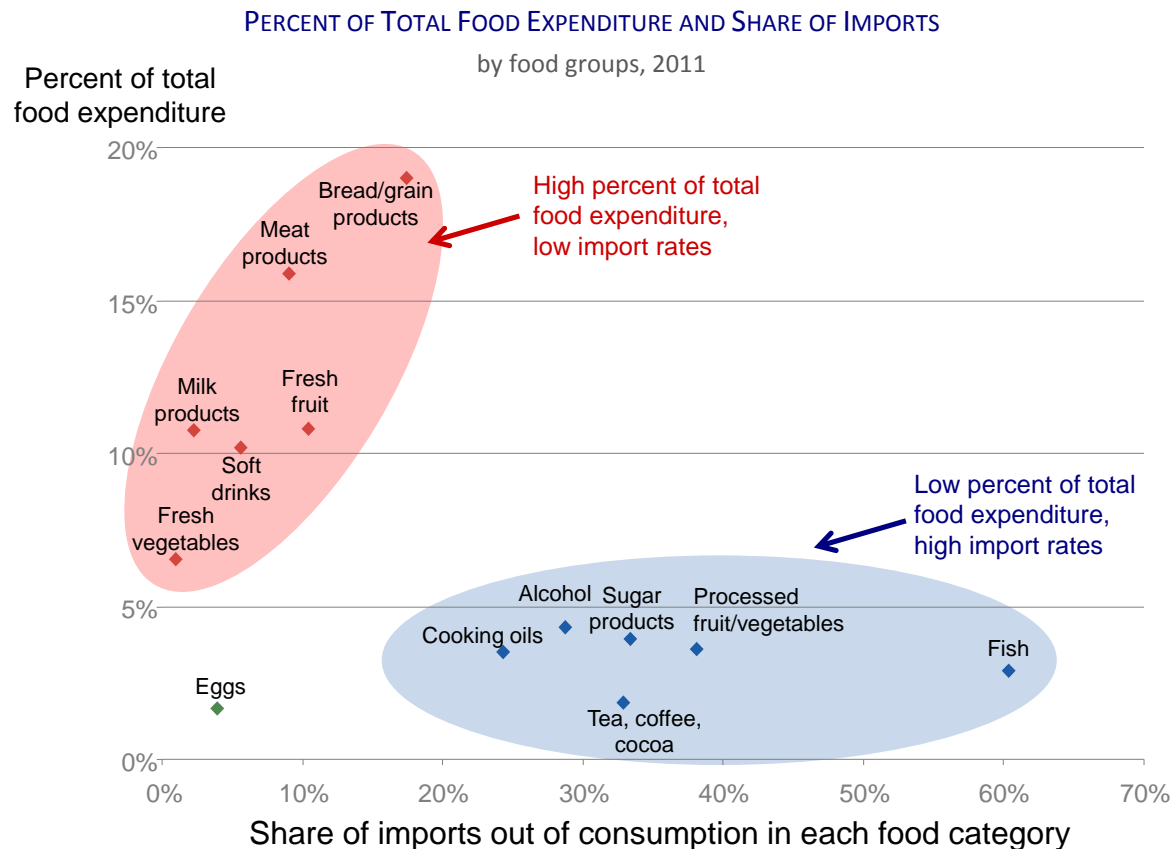 PERCENT OF TOTAL FOOD EXPENDITURE AND SHARE OF IMPORTS
by food groups, 2011
Percent of total
food expenditure
20%
15%
10%
5%
0%
Bread/grain
products
Meat
products
High percent of total
food expenditure,
low import rates
Milk
products
Fresh
fruit
Soft
drinks
Fresh
vegetables
Low percent of total
food expenditure,
high import rates
Alcohol
Sugar
products
Processed
fruit/vegetables
Cooking oils
Fish
Eggs
Tea, coffee,
cocoa
0% 10% 20% 30% 40% 50% 60% 70%
Share of imports out of consumption in each food category